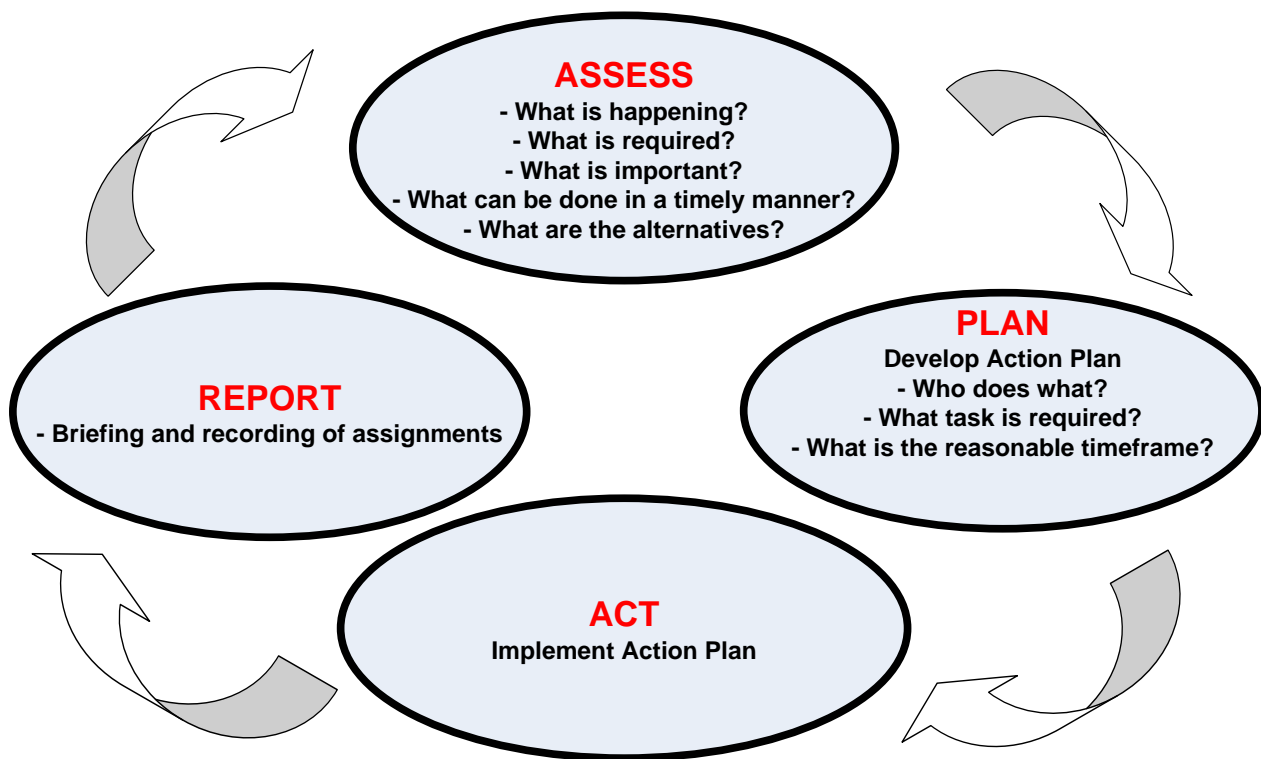 ASSESS
- What is happening?
- What is required?
- What is important?
- What can be done in a timely manner?
- What are the alternatives?
PLAN
Develop Action Plan
- Who does what?
- What task is required?
- What is the reasonable timeframe?
ACT
Implement Action Plan
REPORT
- Briefing and recording of assignments